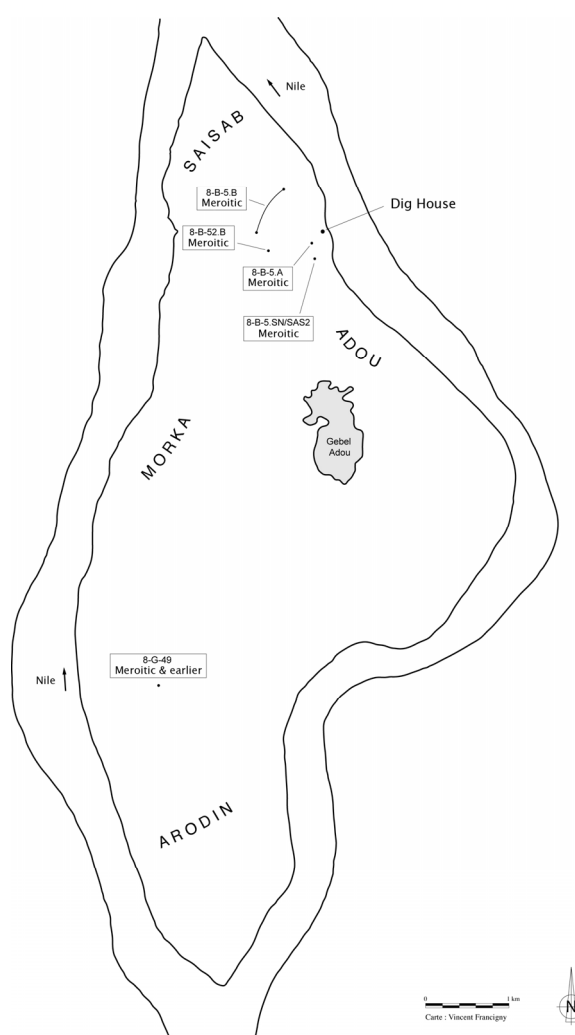 Nile
SAISAB
8-B-5.B
Meroitic
Dig House
8-B-52.B
Meroitic
8-B-5.A
Meroitic
8-B-5.SN/SAS2
Meroitic
ADOU
MORKA
Gebel
Adou
8-G-49
Meroitic & earlier
Nile
ARODIN
0 1 km
Carte : Vincent Francigny
N